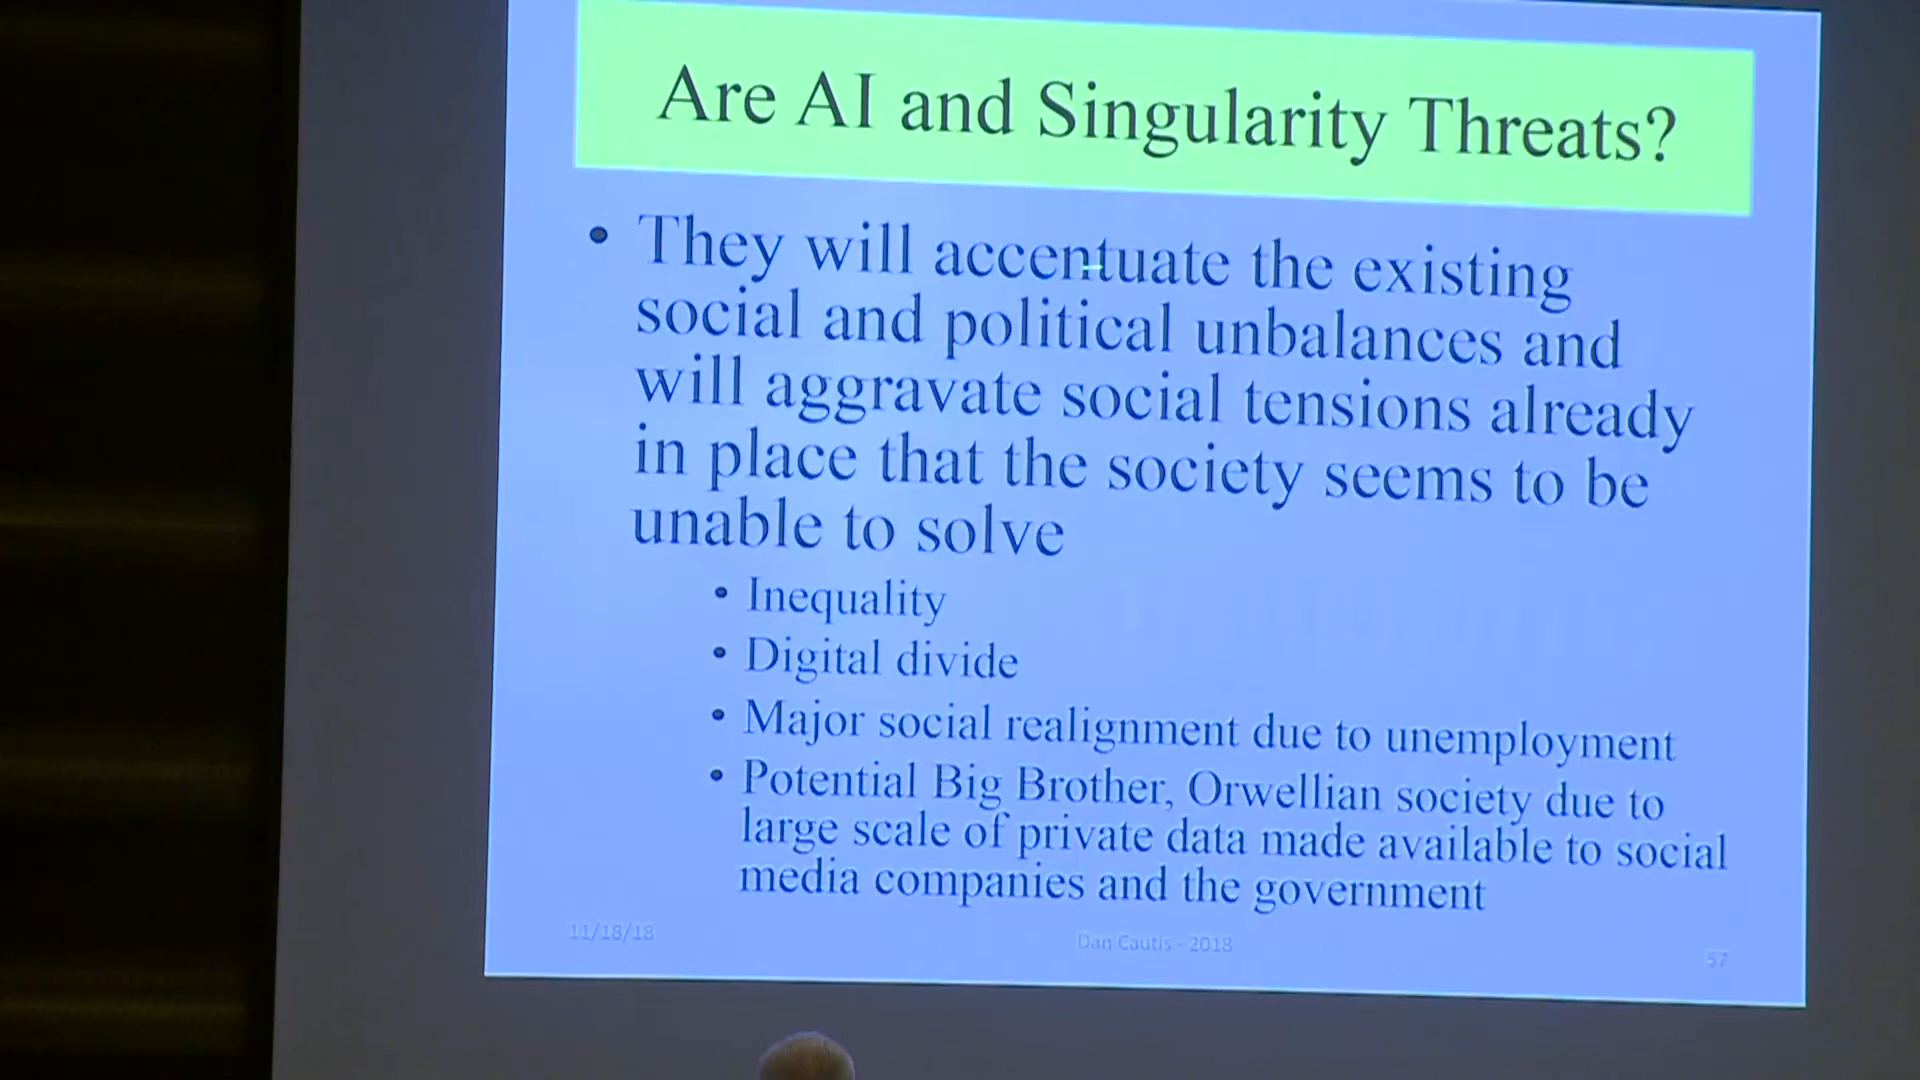 Are AI and Singularity Threats?
• They will accentuate the existing
social and political unbalances and
will aggravate social tensions already
in place that the society seems to be
unable to solve
• Inequality
• Digital divide
• Major social realignment due to unemployment
• Potential Big Brother, Orwellian society due to
large scale of private data made available to social
media companies and the government
11/18/18
Dan Cautis - 2018
57